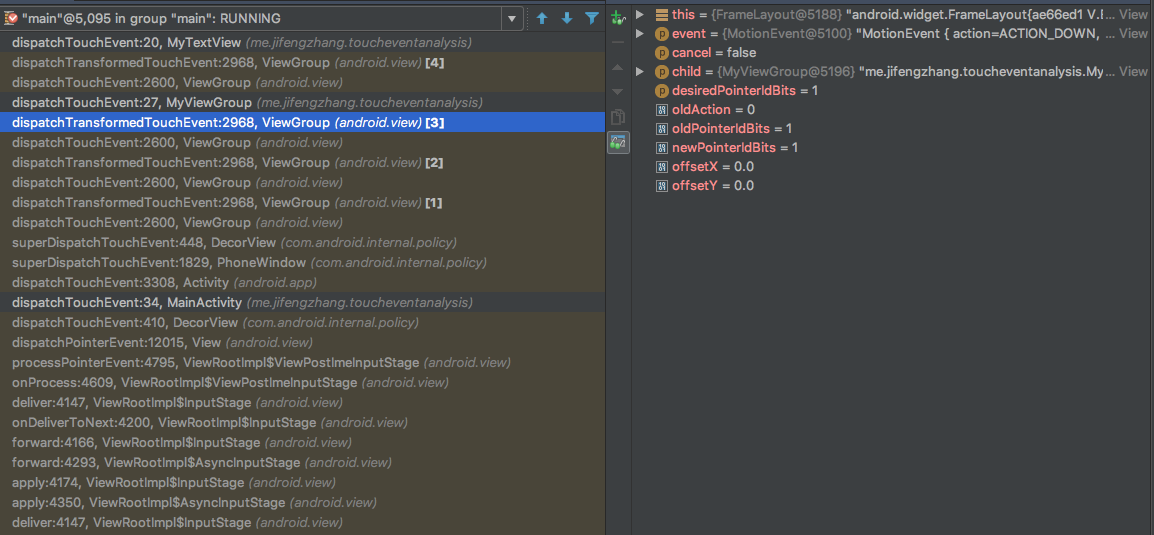 "main"@5,095 in group "main": RUNNING
dispatchTouchEvent:20, MyTextView (me.jifengzhang.toucheventanalysis)
dispatchTransformedTouchEvent:2968, ViewGroup (android.view) [4]
dispatchTouchEvent:2600, ViewGroup (android.view)
dispatchTouchEvent:27, MyViewGroup (me.jifengzhang.toucheventanalysis)
dispatchTransformedTouchEvent:2968, ViewGroup (android.view) [3]
dispatchTouchEvent:2600, ViewGroup (android.view)
dispatchTransformedTouchEvent:2968, ViewGroup (android.view) [2]
dispatchTouchEvent:2600, ViewGroup (android.view)
dispatchTransformedTouchEvent:2968, ViewGroup (android.view) [1]
dispatchTouchEvent:2600, ViewGroup (android.view)
superDispatchTouchEvent:448, DecorView (com.android.internal.policy)
superDispatchTouchEvent:1829, PhoneWindow (com.android.internal.policy)
dispatchTouchEvent:3308, Activity (android.app)
dispatchTouchEvent:34, MainActivity (me.jifengzhang.toucheventanalysis)
dispatchTouchEvent:410, DecorView (com.android.internal.policy)
dispatchPointerEvent:12015, View (android.view)
processPointerEvent:4795, ViewRootImpl$ViewPostImeInputStage (android.view)
onProcess:4609, ViewRootImpl$ViewPostImeInputStage (android.view)
deliver:4147, ViewRootImpl$InputStage (android.view)
onDeliverToNext:4200, ViewRootImpl$InputStage (android.view)
forward:4166, ViewRootImpl$InputStage (android.view)
forward:4293, ViewRootImpl$AsyncInputStage (android.view)
apply:4174, ViewRootImpl$InputStage (android.view)
apply:4350, ViewRootImpl$AsyncInputStage (android.view)
deliver:4147, ViewRootImpl$InputStage (android.view)
this = {FrameLayout@5188} "android.widget.FrameLayout{ae66ed1 V.E... View
event = {MotionEvent@5100} "MotionEvent { action=ACTION_DOWN, ... View
cancel = false
child = {MyViewGroup@5196} "me.jifengzhang.toucheventanalysis.My... View
desiredPointerIdBits = 1
oldAction = 0
oldPointerIdBits = 1
newPointerIdBits = 1
offsetX = 0.0
offsetY = 0.0